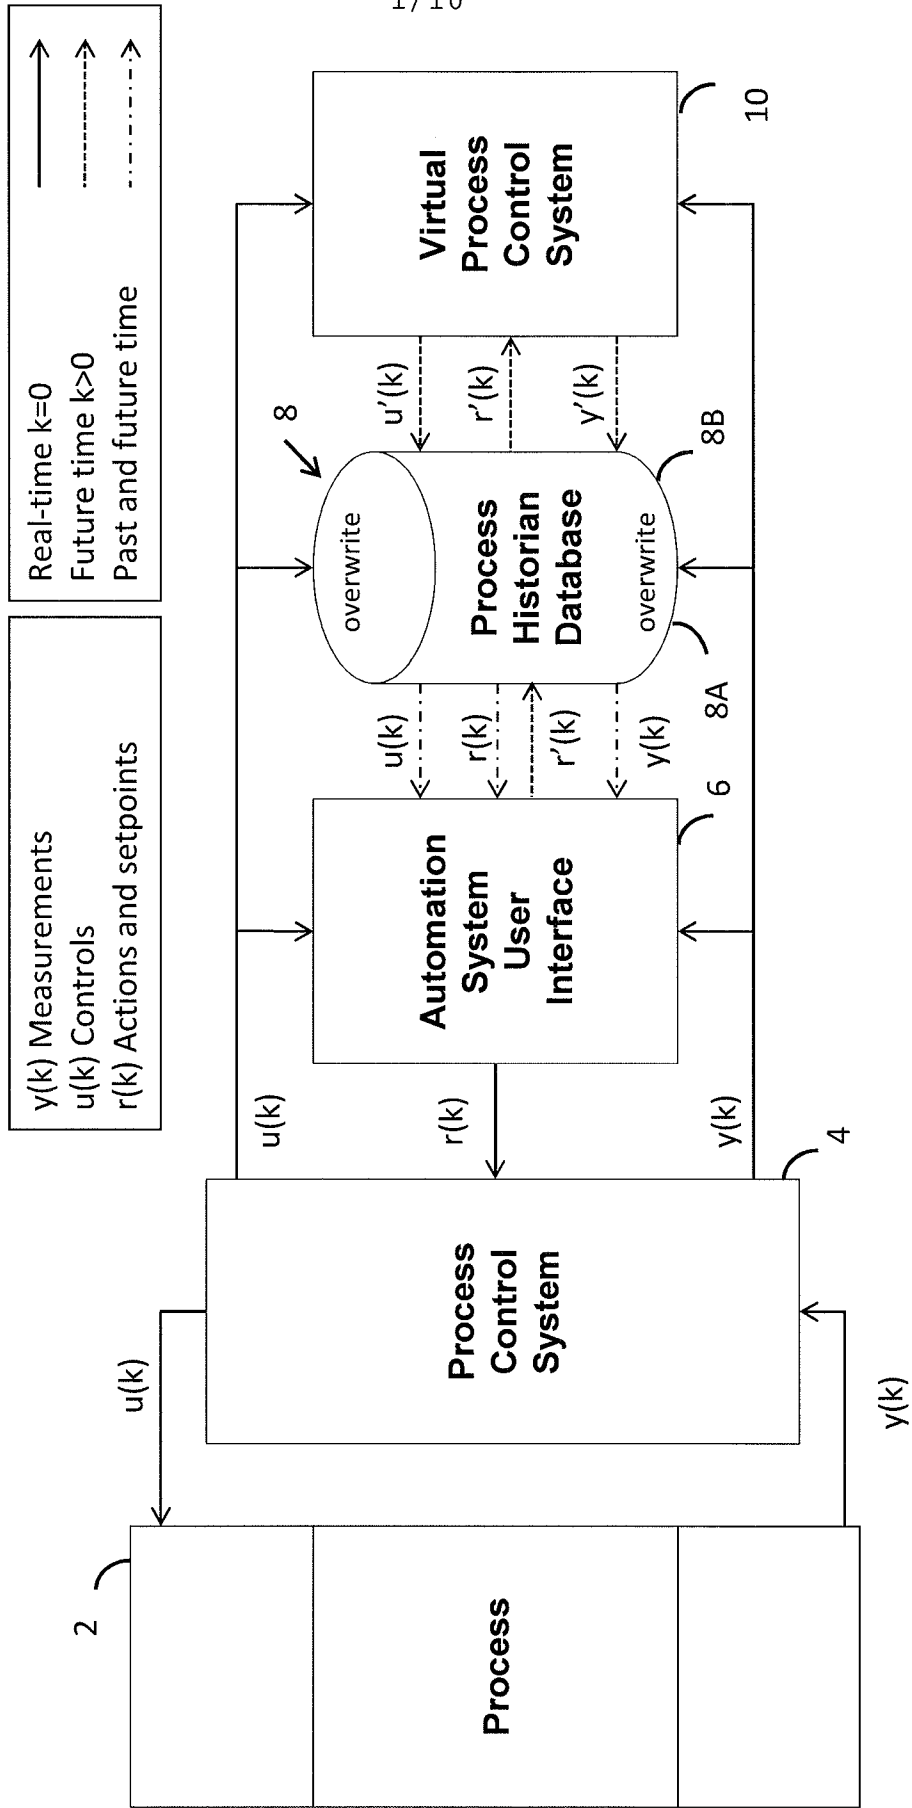 1/10
y(k) Measurements
u(k) Controls
r(k) Actions and setpoints
Real-time k=0
Future time k>0
Past and future time
2
Process
u(k)
y(k)
Process
Control
System
4
u(k)
r(k)
y(k)
Automation
System
User
Interface
6
u(k)
r(k)
r'(k)
y(k)
8
overwrite
Process
Historian
Database
overwrite
8A
8B
u'(k)
r'(k)
y'(k)
Virtual
Process
Control
System
10